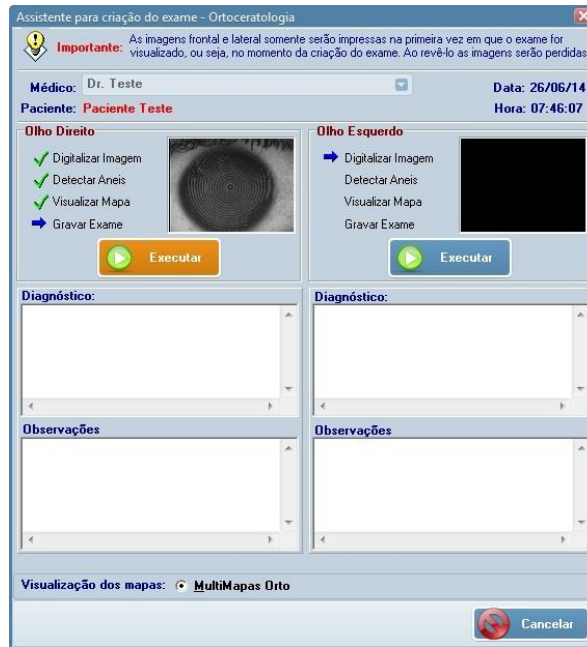 Assistente para criação do exame - Ortoceratologia
Importante: As imagens frontal e lateral somente serão impressas na primeira vez em que o exame for
visualizado, ou seja, no momento da criação do exame. Ao revê-lo as imagens serão perdidas
Médico: Dr. Teste
Data: 26/06/14
Paciente: Paciente Teste
Hora: 07:46:07
Olho Direito
Digitalizar Imagem
Detectar Aneis
Visualizar Mapa
Gravar Exame
Executar
Olho Esquerdo
Digitalizar Imagem
Detectar Aneis
Visualizar Mapa
Gravar Exame
Executar
Diagnóstico:
Diagnóstico:
Observações
Observações
Visualização dos mapas: MultiMapas Orto
Cancelar